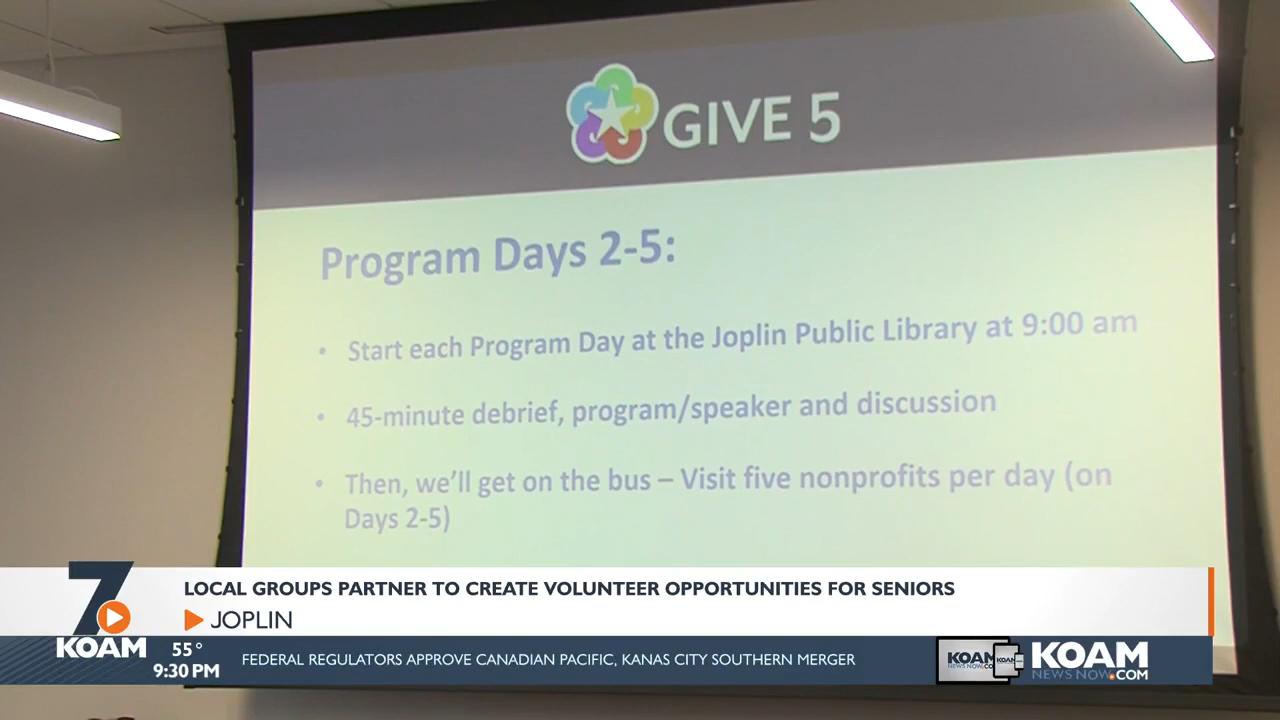 GIVE 5
Program Days 2-5:
• Start each Program Day at the Joplin Public Library at 9:00 am
• 45-minute debrief, program/speaker and discussion
• Then, we'll get on the bus – Visit five nonprofits per day (on
Days 2-5)
LOCAL GROUPS PARTNER TO CREATE VOLUNTEER OPPORTUNITIES FOR SENIORS
JOPLIN
7
KOAM
55°
9:30 PM
FEDERAL REGULATORS APPROVE CANADIAN PACIFIC, KANAS CITY SOUTHERN MERGER
KOAM
NEWS NOW
KOAM
KOAM
NEWS NOW.COM